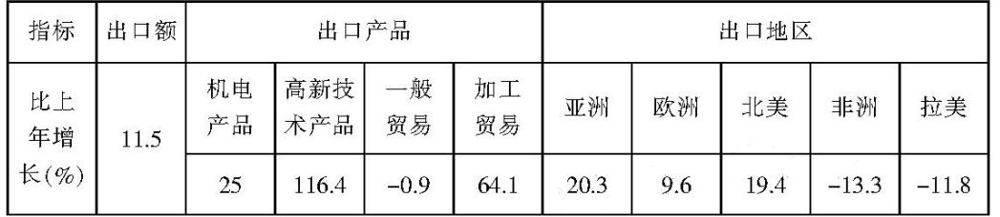 指标 出口额 出口产品 出口地区
比上年增长(%) 11.5 机电产品 高新技术产品 一般贸易 加工贸易 亚洲 欧洲 北美 非洲 拉美
25 116.4 -0.9 64.1 20.3 9.6 19.4 -13.3 -11.8